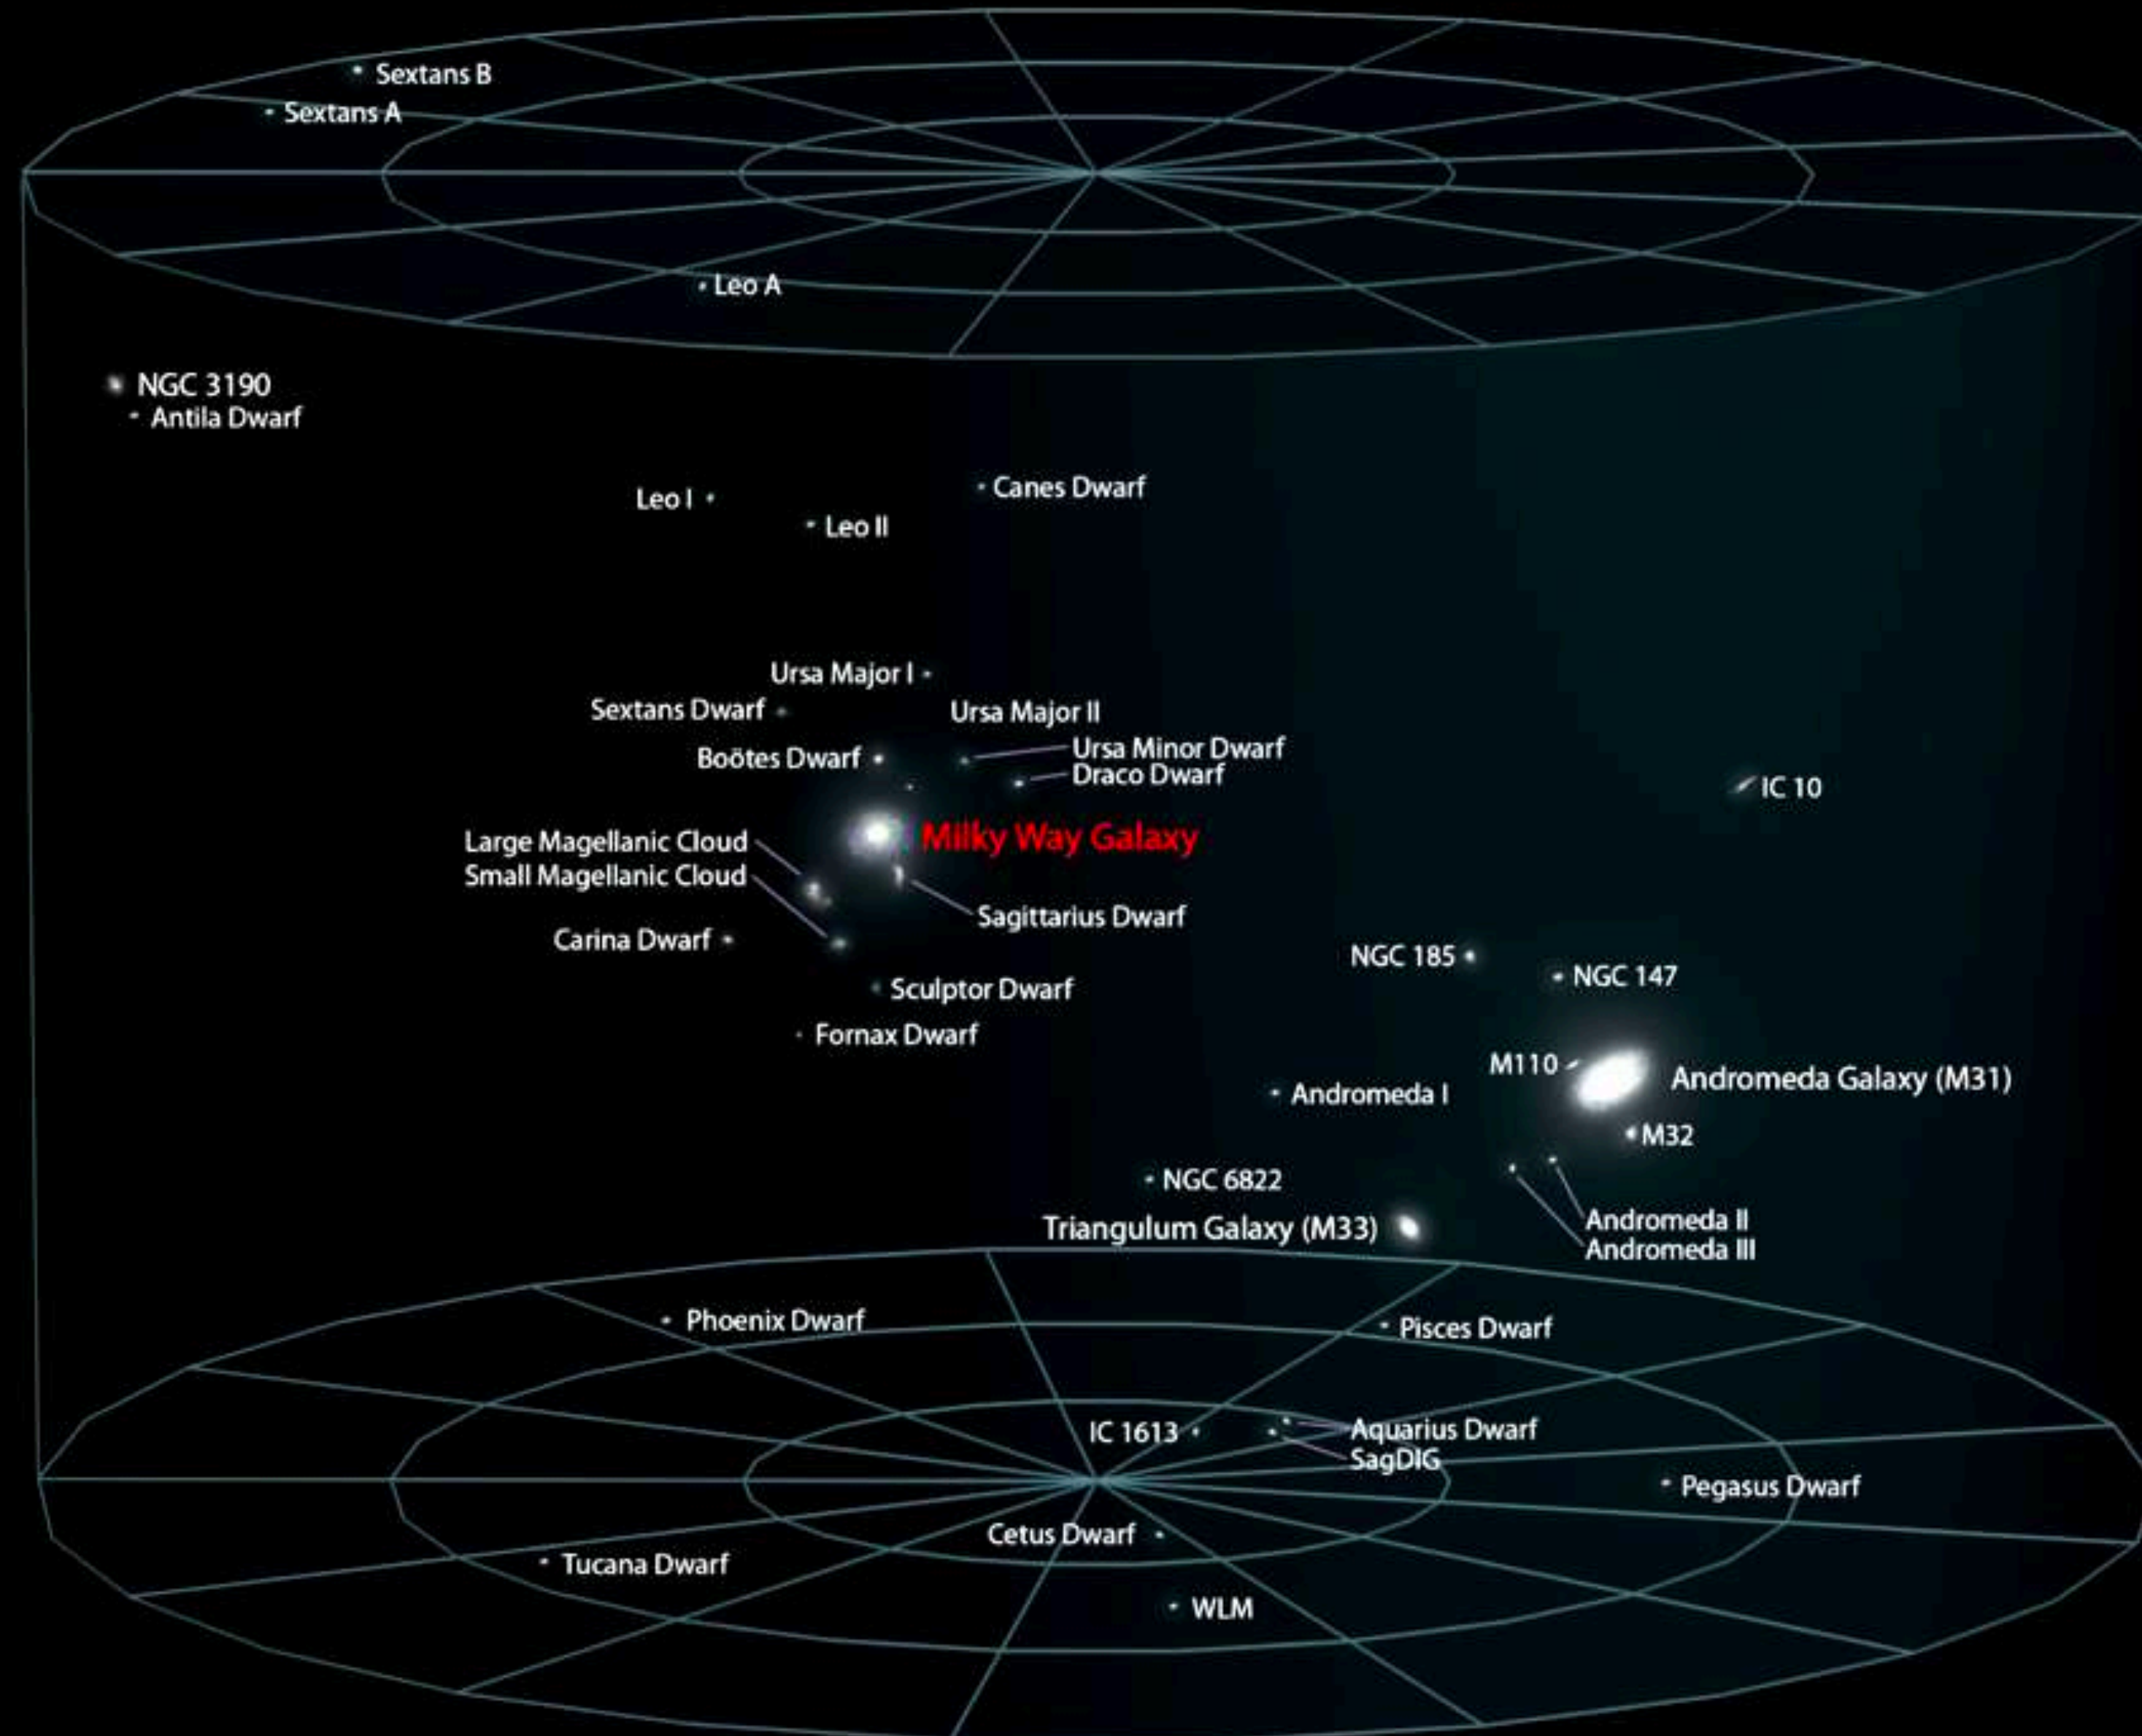 Sextans B
Sextans A
Leo A
NGC 3190
Antila Dwarf
Canes Dwarf
Leo I
Leo II
Ursa Major I
Sextans Dwarf
Ursa Major II
Ursa Minor Dwarf
Boötes Dwarf
Draco Dwarf
IC 10
Milky Way Galaxy
Large Magellanic Cloud
Small Magellanic Cloud
Sagittarius Dwarf
Carina Dwarf
NGC 185
NGC 147
Sculptor Dwarf
Fornax Dwarf
M110
Andromeda Galaxy (M31)
Andromeda I
M32
NGC 6822
Andromeda II
Triangulum Galaxy (M33)
Andromeda III
Phoenix Dwarf
Pisces Dwarf
Aquarius Dwarf
IC 1613
SagDIG
Pegasus Dwarf
Cetus Dwarf
Tucana Dwarf
WLM